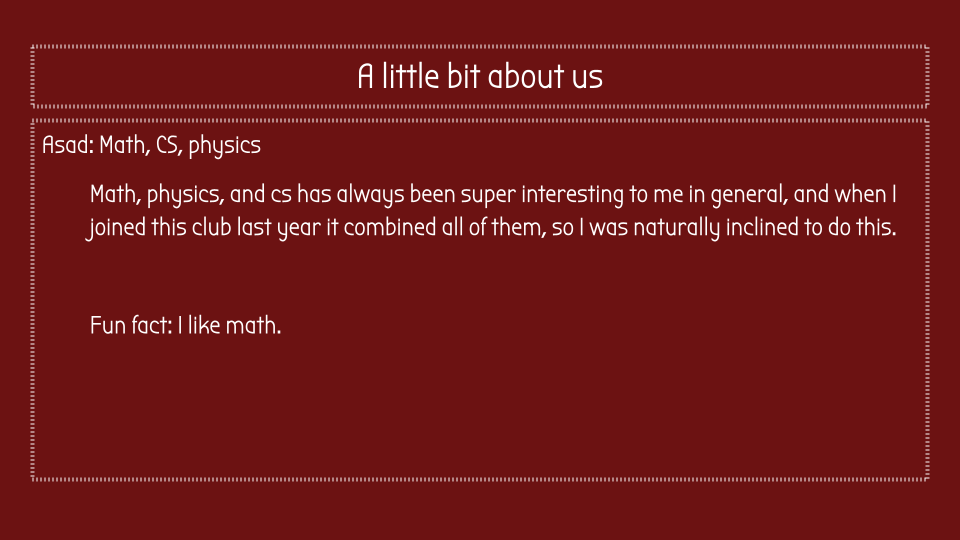 A little bit about us
Asad: Math, CS, physics
Math, physics, and cs has always been super interesting to me in general, and when I
joined this club last year it combined all of them, so I was naturally inclined to do this.
Fun fact: I like math.